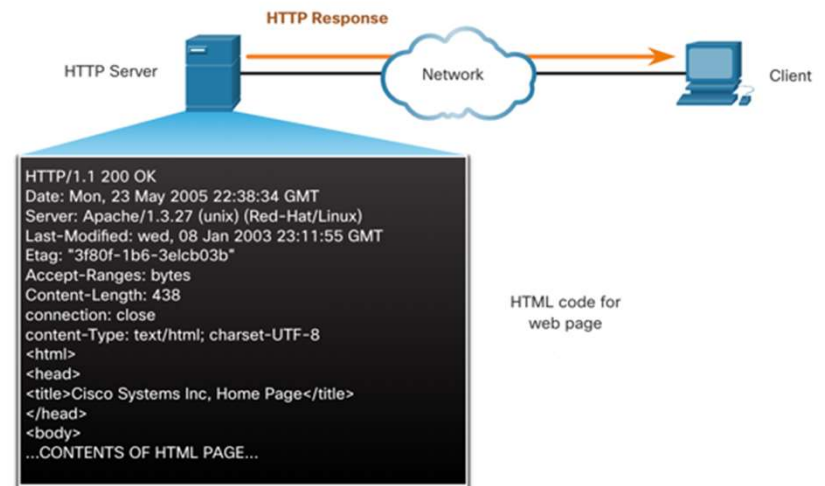 HTTP Response
HTTP Server
Network
Client
HTTP/1.1 200 OK
Date: Mon, 23 May 2005 22:38:34 GMT
Server: Apache/1.3.27 (unix) (Red-Hat/Linux)
Last-Modified: wed, 08 Jan 2003 23:11:55 GMT
Etag: "3f80f-1b6-3elcb03b"
Accept-Ranges: bytes
Content-Length: 438
connection: close
content-Type: text/html; charset-UTF-8
<html>
<head>
<title>Cisco Systems Inc, Home Page</title>
</head>
<body>
...CONTENTS OF HTML PAGE...
HTML code for
web page